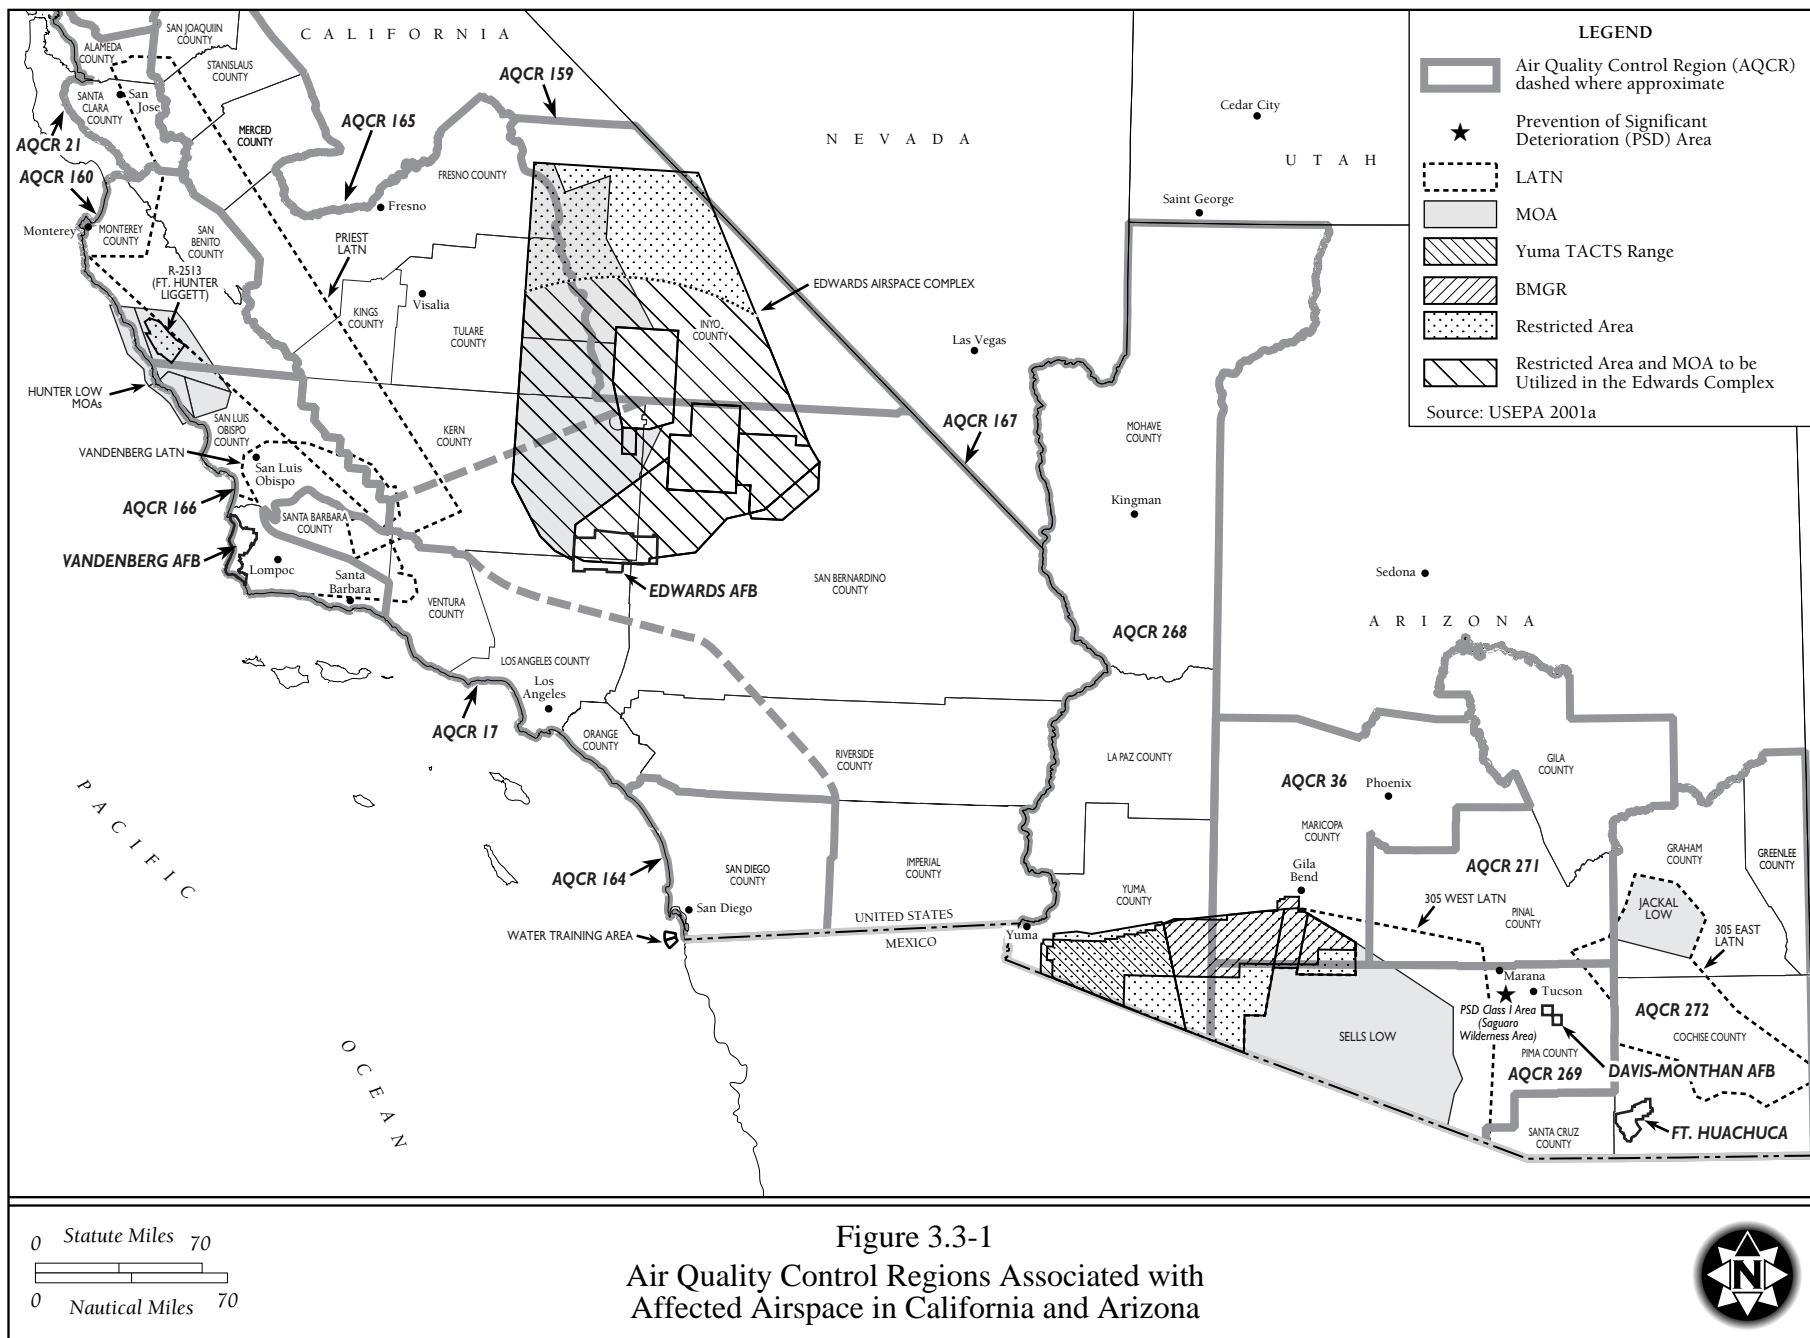 CALIFORNIA
SAN JOAQUIIN
COUNTY
ALAMEDA
COUNTY
STANISLAUS
COUNTY
SANTA
CLARA
COUNTY
San
Jose
AQCR 21
MERCED
COUNTY
AQCR 165
AQCR 159
AQCR 160
Monterey
MONTEREY
COUNTY
SAN
BENITO
COUNTY
FRESNO COUNTY
Fresno
PRIEST
LATN
R-2513
(FT. HUNTER
LIGGETT)
KINGS
COUNTY
Visalia
TULARE
COUNTY
EDWARDS AIRSPACE COMPLEX
INYO
COUNTY
HUNTER LOW
MOAs
SAN LUIS
OBISPO
COUNTY
VANDENBERG LATN
San Luis
Obispo
KERN
COUNTY
AQCR 166
SANTA BARBARA
COUNTY
VANDENBERG AFB
Lompoc
Santa
Barbara
VENTURA
COUNTY
EDWARDS AFB
SAN BERNARDINO
COUNTY
LOS ANGELES COUNTY
Los
Angeles
AQCR 17
ORANGE
COUNTY
RIVERSIDE
COUNTY
AQCR 164
SAN DIEGO
COUNTY
IMPERIAL
COUNTY
San Diego
WATER TRAINING AREA
UNITED STATES
MEXICO
PACIFIC
OCEAN
NEVADA
Las Vegas
AQCR 167
Cedar City
UTAH
Saint George
MOHAVE
COUNTY
Kingman
Sedona
ARIZONA
AQCR 268
LA PAZ COUNTY
YUMA
COUNTY
Yuma
AQCR 36
Phoenix
MARICOPA
COUNTY
Gila
Bend
GILA
COUNTY
AQCR 271
305 WEST LATN
PINAL
COUNTY
GRAHAM
COUNTY
GREENLEE
COUNTY
JACKAL
LOW
305 EAST
LATN
Marana
Tucson
PSD Class I Area
(Saguaro
Wilderness Area)
SELLS LOW
PIMA COUNTY
AQCR 269
AQCR 272
COCHISE COUNTY
DAVIS-MONTHAN AFB
SANTA CRUZ
COUNTY
FT. HUACHUCA
LEGEND
Air Quality Control Region (AQCR)
dashed where approximate
Prevention of Significant
Deterioration (PSD) Area
LATN
MOA
Yuma TACTS Range
BMGR
Restricted Area
Restricted Area and MOA to be
Utilized in the Edwards Complex
Source: USEPA 2001a
0 Statute Miles 70
0 Nautical Miles 70
Figure 3.3-1
Air Quality Control Regions Associated with
Affected Airspace in California and Arizona
N